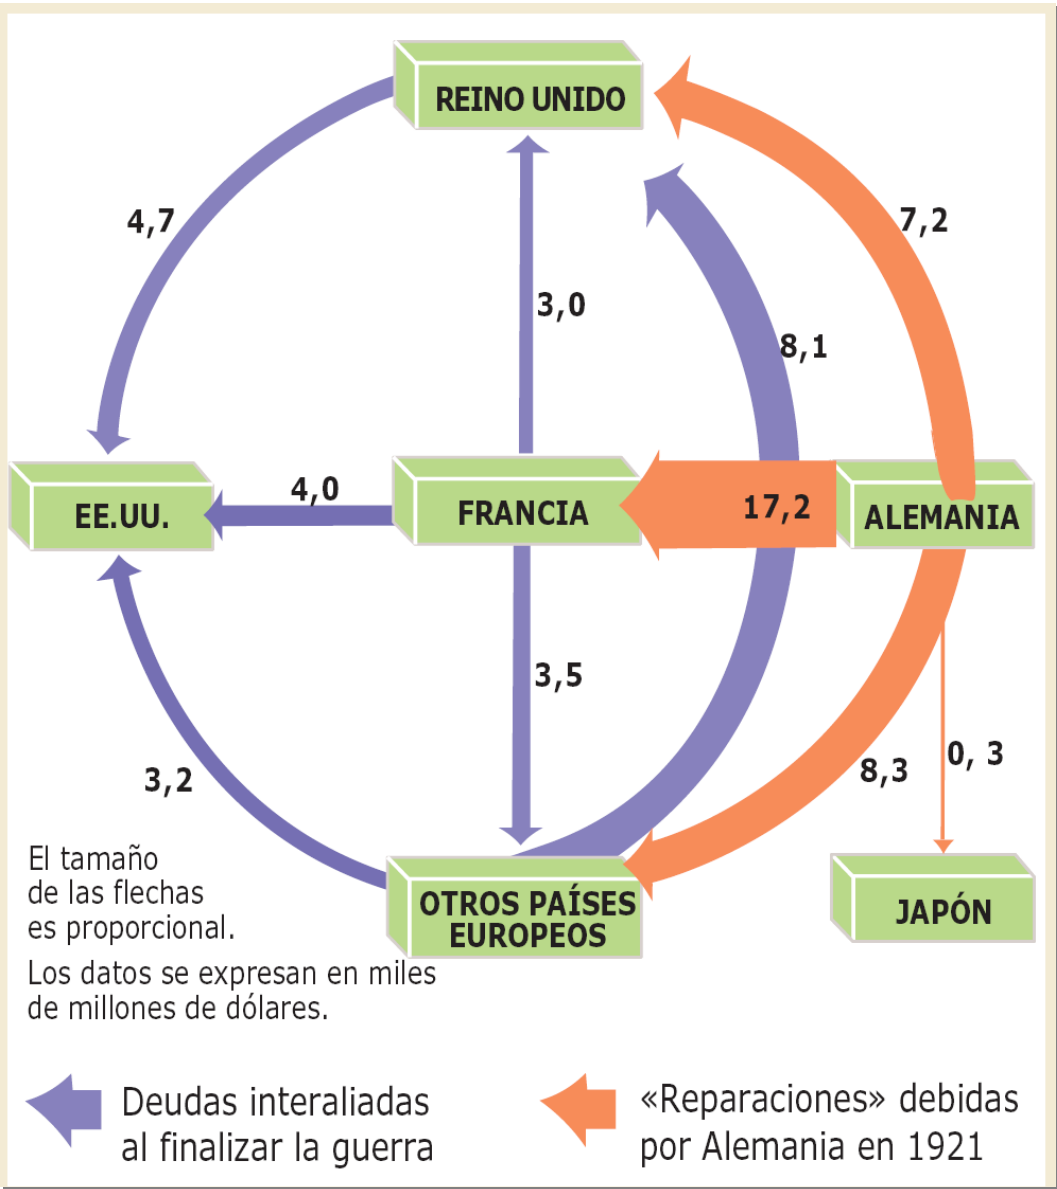 REINO UNIDO
4,7
7,2
3,0
8,1
EE.UU.
4,0
FRANCIA
17,2
ALEMANIA
3,5
3,2
8,3
0, 3
El tamaño
de las flechas
es proporcional.
Los datos se expresan en miles
de millones de dólares.
OTROS PAÍSES
EUROPEOS
JAPÓN
Deudas interaliadas
al finalizar la guerra
«Reparaciones» debidas
por Alemania en 1921